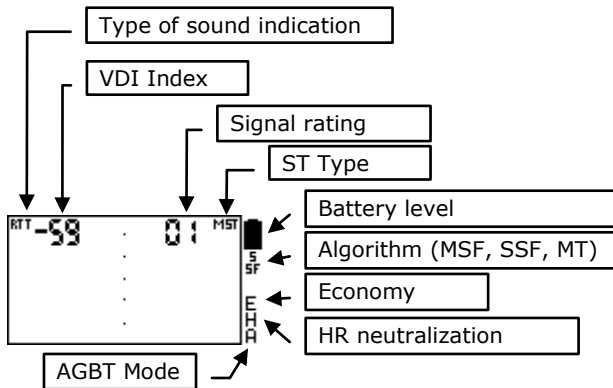 Type of sound indication
VDI Index
Signal rating
ST Type
RTT -59 01 MST
Battery level
S
SF
Algorithm (MSF, SSF, MT)
E
Economy
H
HR neutralization
A
AGBT Mode